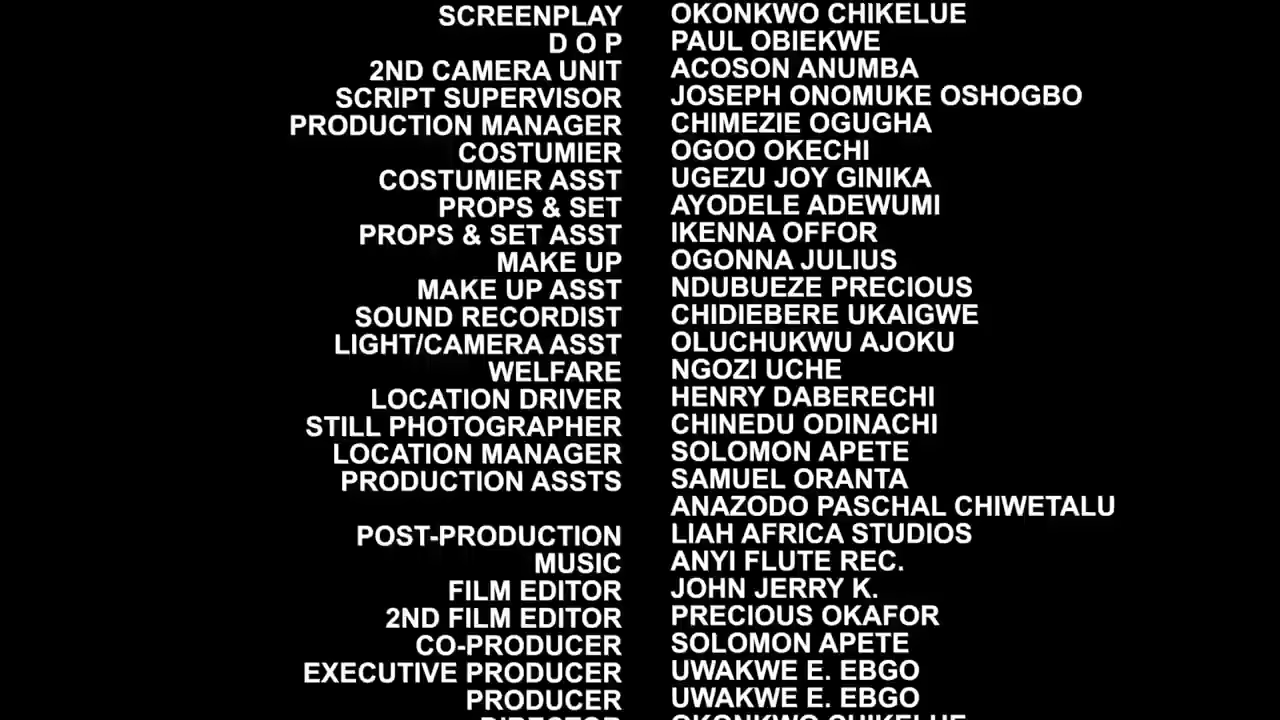 SCREENPLAY OKONKWO CHIKELUE
D O P PAUL OBIEKWE
2ND CAMERA UNIT ACOSON ANUMBA
SCRIPT SUPERVISOR JOSEPH ONOMUKE OSHOGBO
PRODUCTION MANAGER CHIMEZIE OGUGHA
COSTUMIER OGOO OKECHI
COSTUMIER ASST UGEZU JOY GINIKA
PROPS & SET AYODELE ADEWUMI
PROPS & SET ASST IKENNA OFFOR
MAKE UP OGONNA JULIUS
MAKE UP ASST NDUBUEZE PRECIOUS
SOUND RECORDIST CHIDIEBERE UKAIGWE
LIGHT/CAMERA ASST OLUCHUKWU AJOKU
WELFARE NGOZI UCHE
LOCATION DRIVER HENRY DABERECHI
STILL PHOTOGRAPHER CHINEDU ODINACHI
LOCATION MANAGER SOLOMON APETE
PRODUCTION ASSTS SAMUEL ORANTA
ANAZODO PASCHAL CHIWETALU
POST-PRODUCTION LIAH AFRICA STUDIOS
MUSIC ANYI FLUTE REC.
FILM EDITOR JOHN JERRY K.
2ND FILM EDITOR PRECIOUS OKAFOR
CO-PRODUCER SOLOMON APETE
EXECUTIVE PRODUCER UWAKWE E. EBGO
PRODUCER UWAKWE E. EBGO
DIRECTOR OKONKWO CHIKELUE